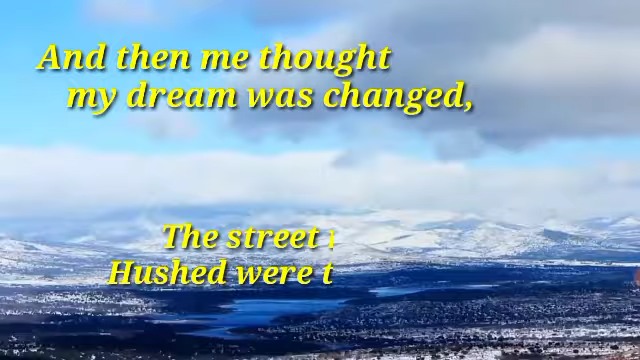 And then me thought
my dream was changed,
The street
Hushed were t